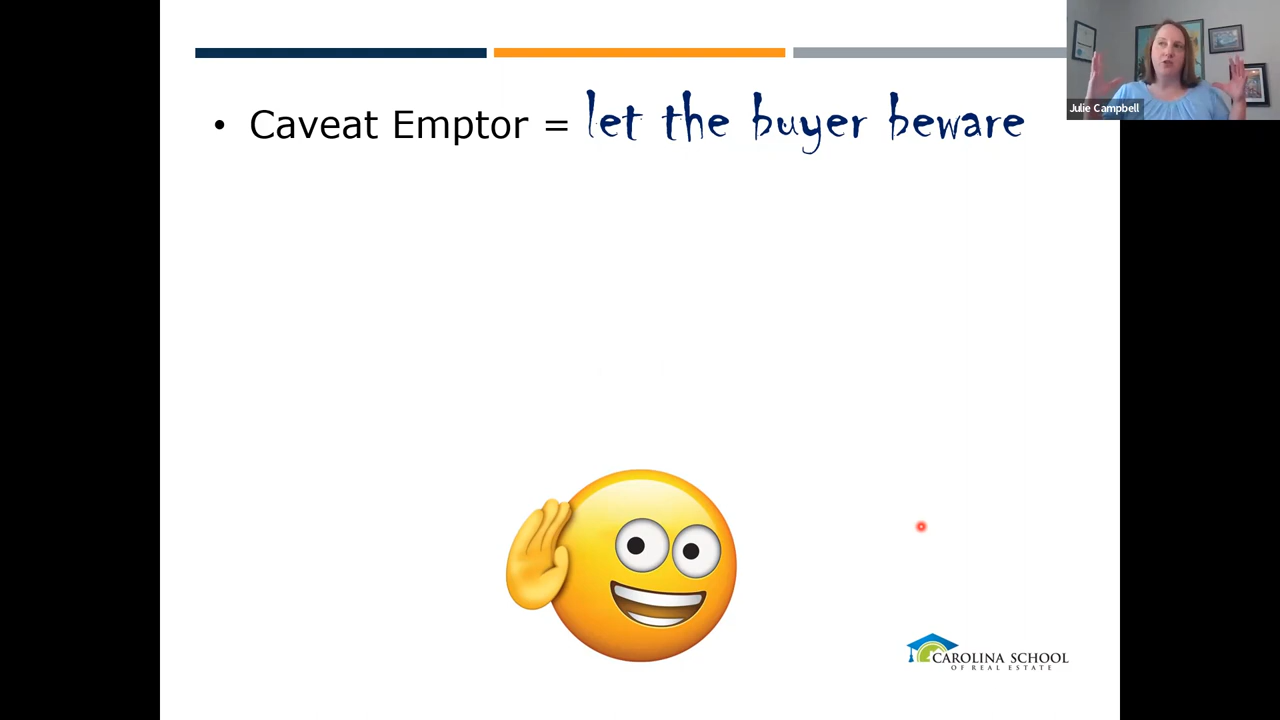 • Caveat Emptor = let the buyer beware
Julie Campbell
CAROLINA SCHOOL
OF REAL ESTATE